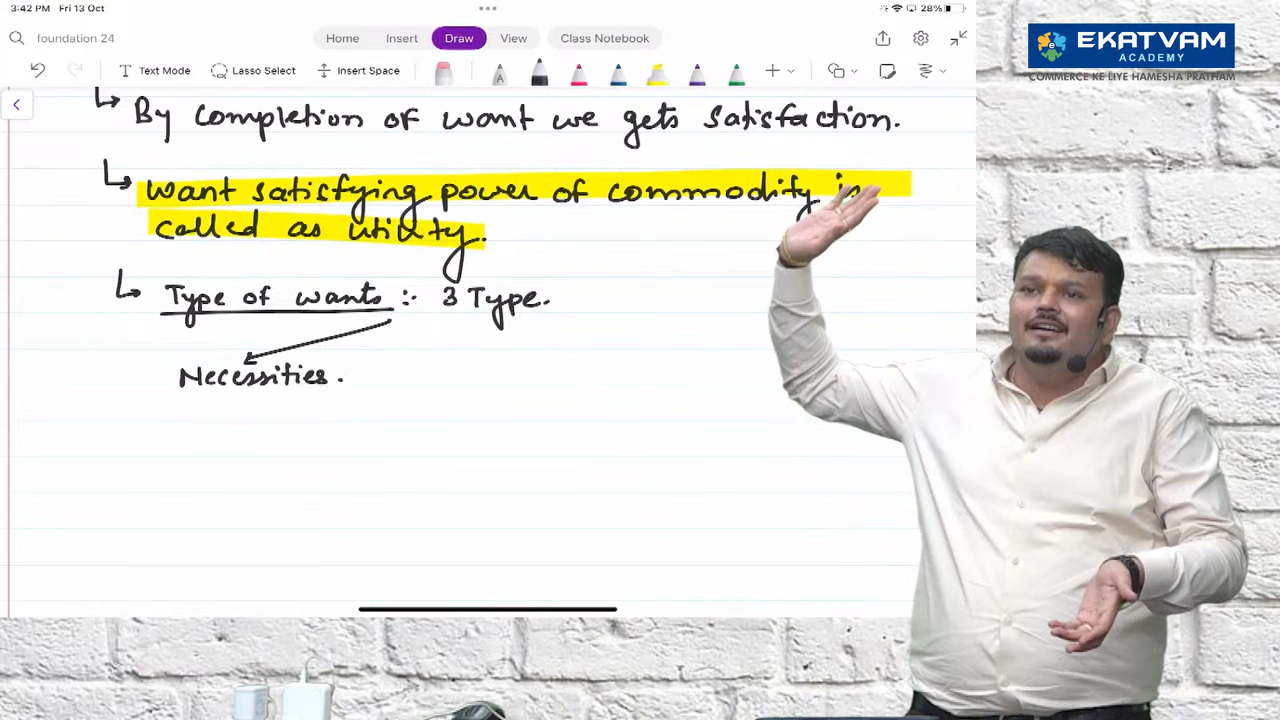 3:42 PM Fri 13 Oct
28%
foundation 24
Home Insert Draw View Class Notebook
Text Mode Lasso Select Insert Space
A
EKATVAM
ACADEMY
COMMERCE KE LIYE HAMESHA PRATHAM
By completion of want we gets satisfaction.
want satisfying power of commodity is
called as utility.
Type of wants :- 3 Type.
Necessities.